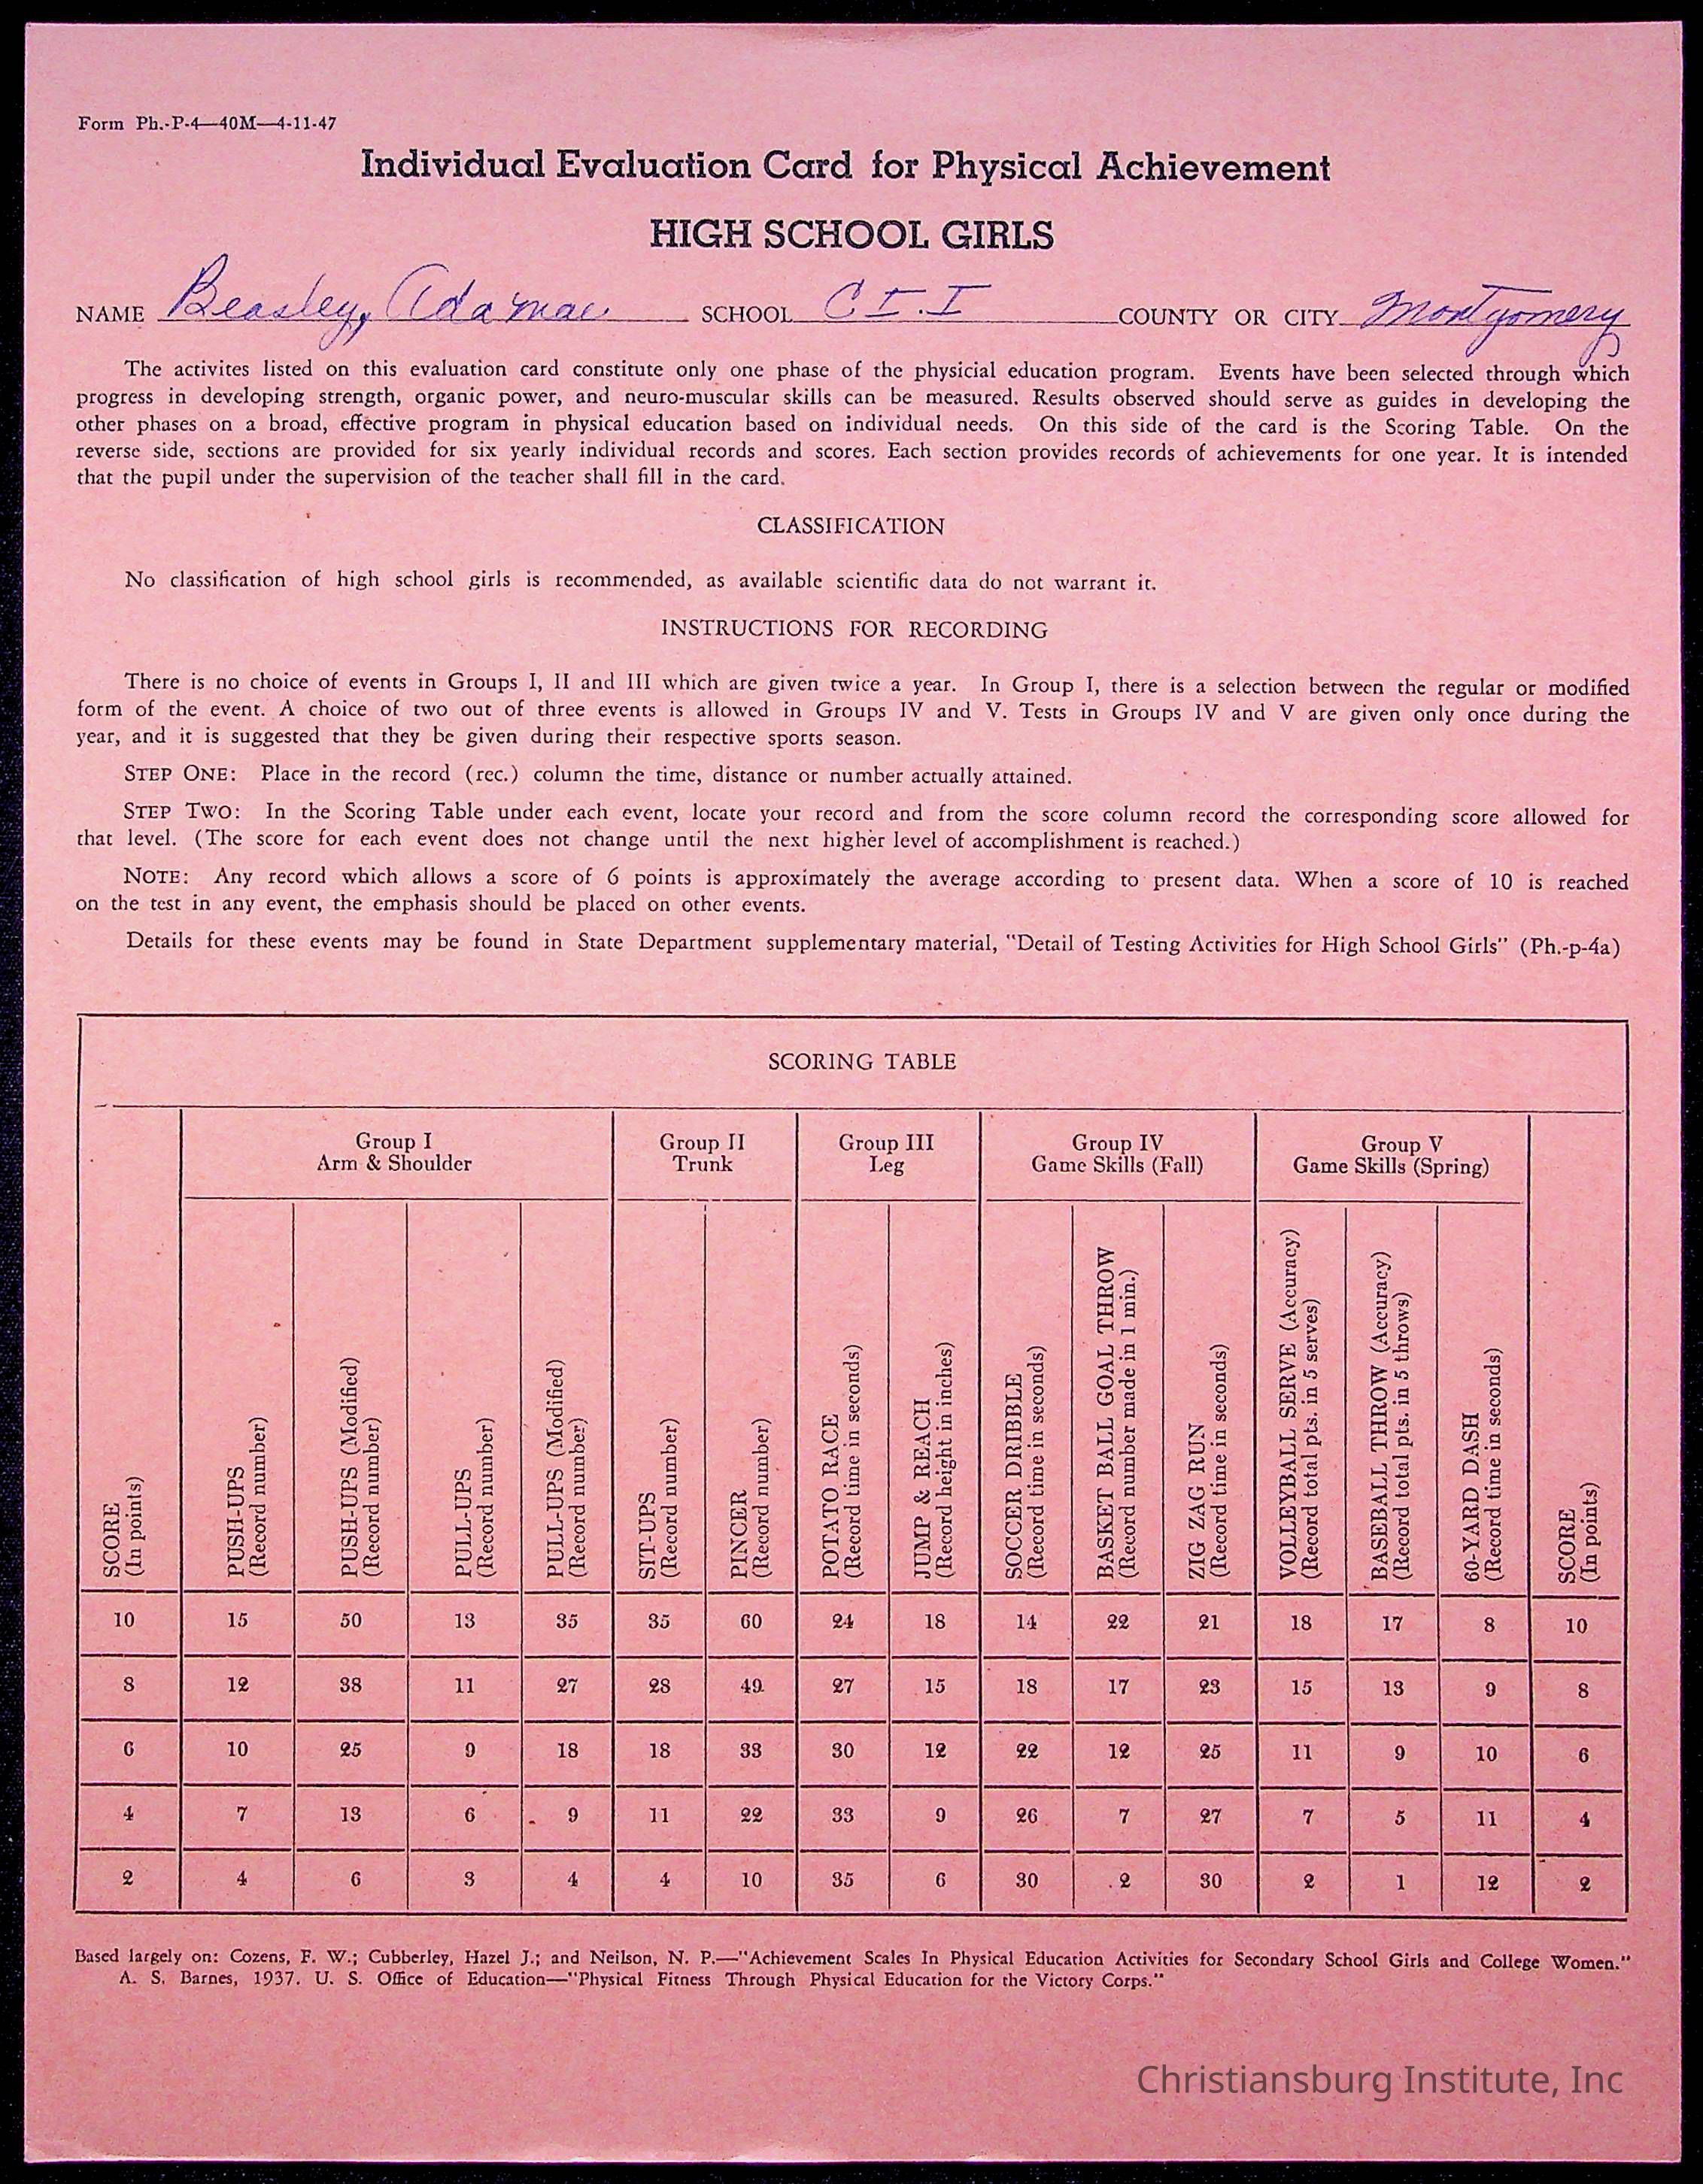 Form Ph.-P-4—40M—4-11-47
Individual Evaluation Card for Physical Achievement
HIGH SCHOOL GIRLS
NAME Beasley, Ada Mae SCHOOL C I. I COUNTY OR CITY Montgomery
The activites listed on this evaluation card constitute only one phase of the physicial education program. Events have been selected through which
progress in developing strength, organic power, and neuro-muscular skills can be measured. Results observed should serve as guides in developing the
other phases on a broad, effective program in physical education based on individual needs. On this side of the card is the Scoring Table. On the
reverse side, sections are provided for six yearly individual records and scores. Each section provides records of achievements for one year. It is intended
that the pupil under the supervision of the teacher shall fill in the card.
CLASSIFICATION
No classification of high school girls is recommended, as available scientific data do not warrant it.
INSTRUCTIONS FOR RECORDING
There is no choice of events in Groups I, II and III which are given twice a year. In Group I, there is a selection between the regular or modified
form of the event. A choice of two out of three events is allowed in Groups IV and V. Tests in Groups IV and V are given only once during the
year, and it is suggested that they be given during their respective sports season.
STEP ONE: Place in the record (rec.) column the time, distance or number actually attained.
STEP TWO: In the Scoring Table under each event, locate your record and from the score column record the corresponding score allowed for
that level. (The score for each event does not change until the next higher level of accomplishment is reached.)
NOTE: Any record which allows a score of 6 points is approximately the average according to present data. When a score of 10 is reached
on the test in any event, the emphasis should be placed on other events.
Details for these events may be found in State Department supplementary material, "Detail of Testing Activities for High School Girls" (Ph.-p-4a)
SCORING TABLE
Group I Group II Group III Group IV Group V
Arm & Shoulder Trunk Leg Game Skills (Fall) Game Skills (Spring)
SCORE
(In points)
PUSH-UPS
(Record number)
PUSH-UPS (Modified)
(Record number)
PULL-UPS
(Record number)
PULL-UPS (Modified)
(Record number)
SIT-UPS
(Record number)
PINCER
(Record number)
POTATO RACE
(Record time in seconds)
JUMP & REACH
(Record height in inches)
SOCCER DRIBBLE
(Record time in seconds)
BASKET BALL GOAL THROW
(Record number made in 1 min.)
ZIG ZAG RUN
(Record time in seconds)
VOLLEYBALL SERVE (Accuracy)
(Record total pts. in 5 serves)
BASEBALL THROW (Accuracy)
(Record total pts. in 5 throws)
60-YARD DASH
(Record time in seconds)
SCORE
(In points)
10 15 50 13 35 35 60 24 18 14 22 21 18 17 8 10
8 12 38 11 27 28 49 27 15 18 17 23 15 13 9 8
6 10 25 9 18 18 33 30 12 22 12 25 11 9 10 6
4 7 13 6 9 11 22 33 9 26 7 27 7 5 11 4
2 4 6 3 4 4 10 35 6 30 2 30 2 1 12 2
Based largely on: Cozens, F. W.; Cubberley, Hazel J.; and Neilson, N. P.—"Achievement Scales In Physical Education Activities for Secondary School Girls and College Women."
A. S. Barnes, 1937. U. S. Office of Education—"Physical Fitness Through Physical Education for the Victory Corps."
Christiansburg Institute, Inc